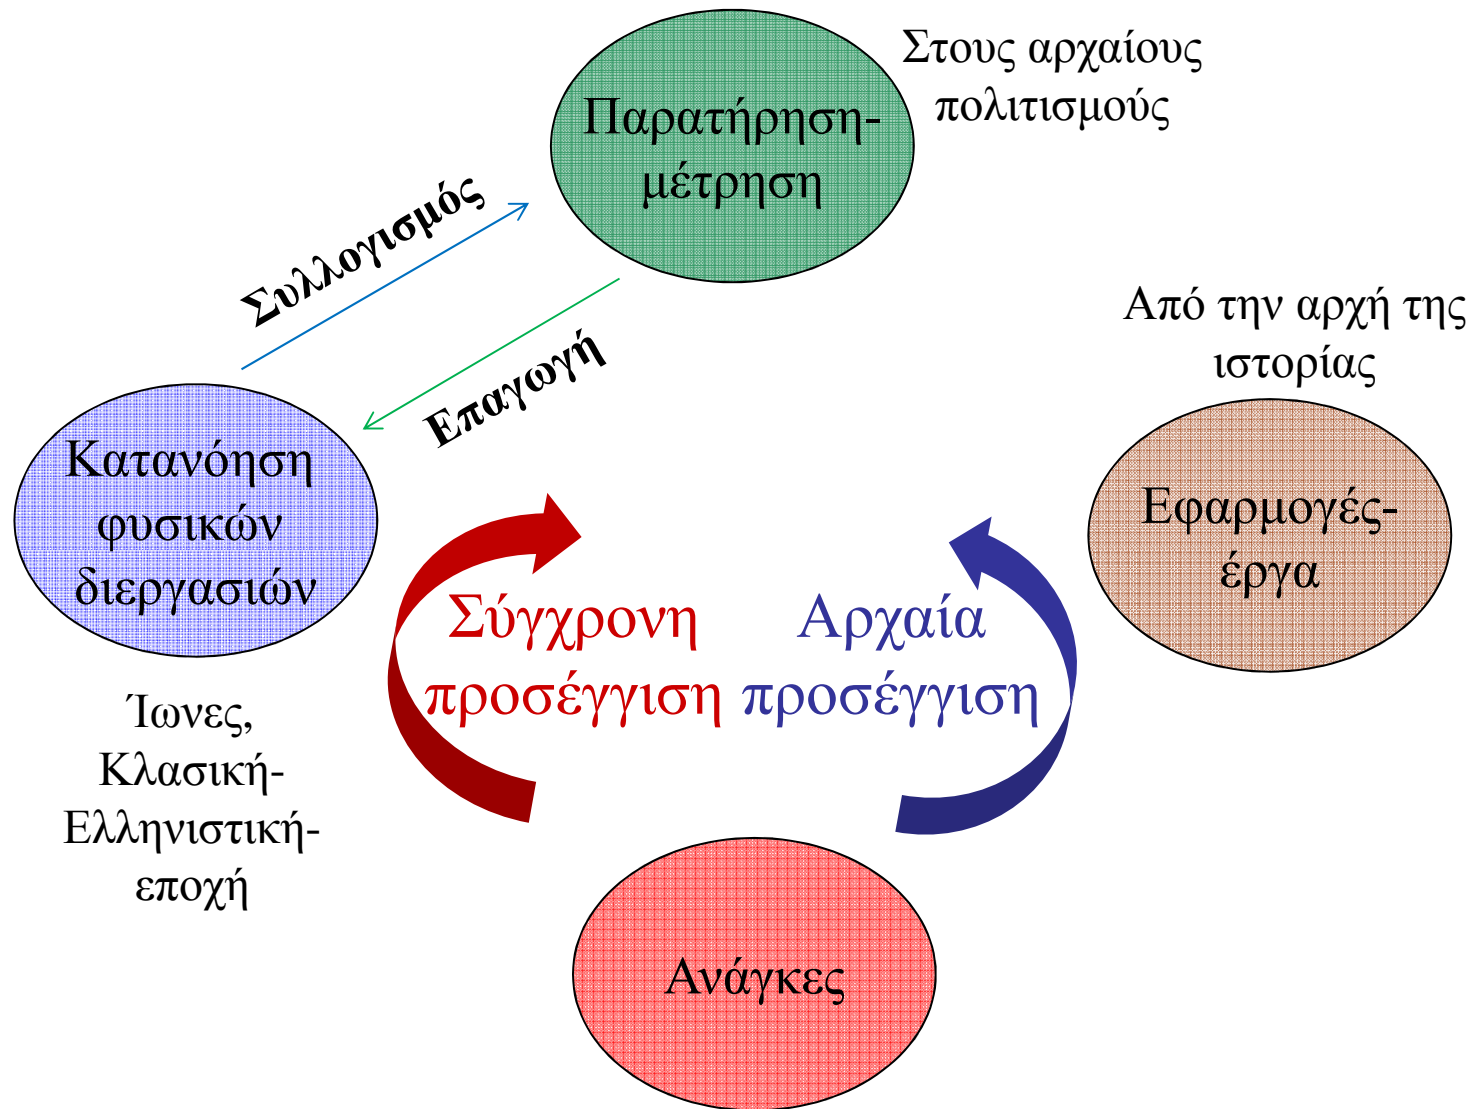 Στους αρχαίους
πολιτισμούς
Παρατήρηση-
μέτρηση
Συλλογισμός
Επαγωγή
Από την αρχή της
ιστορίας
Κατανόηση
φυσικών
διεργασιών
Εφαρμογές-
έργα
Σύγχρονη
προσέγγιση
Αρχαία
προσέγγιση
Ίωνες,
Κλασική-
Ελληνιστική-
εποχή
Ανάγκες